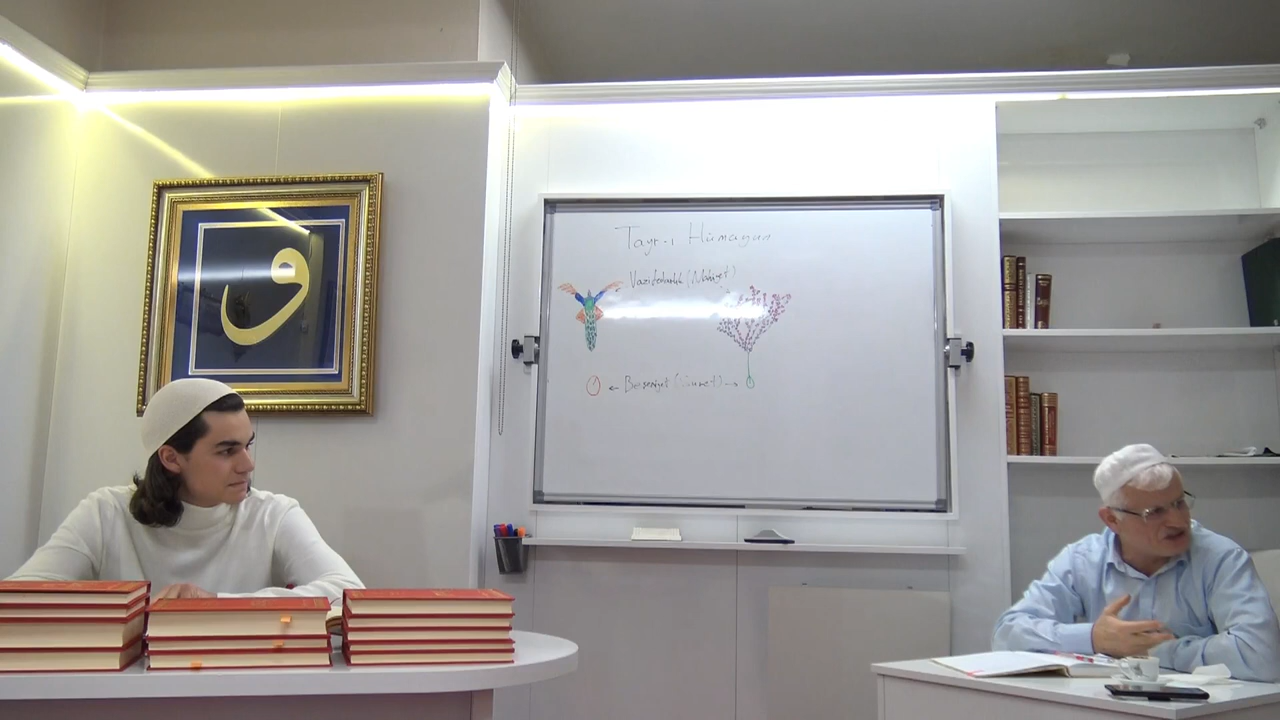 و
Tayr-ı Hümayun
Vazifedarlık (Mahiyet)
← Beşeriyet (Suret) →